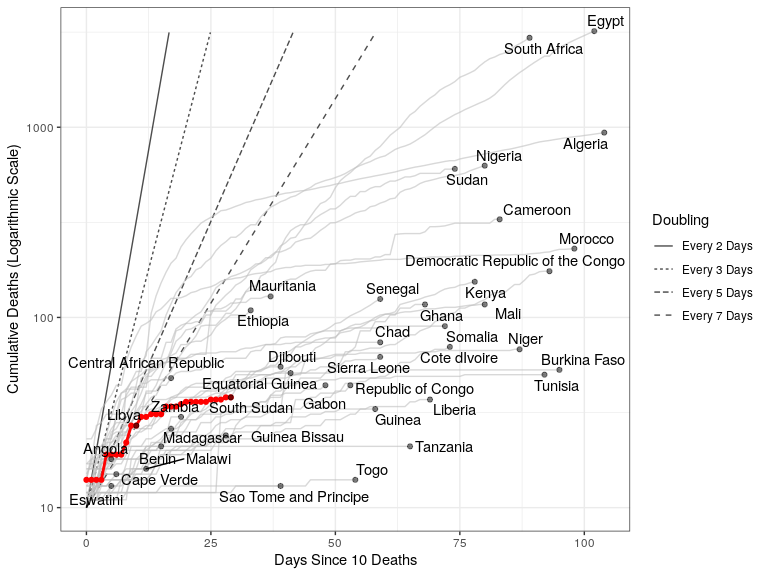 Egypt
South Africa
1000
Algeria
Nigeria
Sudan
Cameroon
Morocco
Democratic Republic of the Congo
Mauritania
Senegal
Kenya
Ethiopia
Ghana
Mali
100
Chad
Somalia
Niger
Central African Republic
Djibouti
Cote dIvoire
Burkina Faso
Sierra Leone
Equatorial Guinea
Republic of Congo
Tunisia
Libya
Zambia
South Sudan
Gabon
Liberia
Guinea
Angola
Madagascar
Guinea Bissau
Tanzania
Benin
Malawi
Togo
Cape Verde
Eswatini
Sao Tome and Principe
10
0
25
50
75
100
Days Since 10 Deaths
Cumulative Deaths (Logarithmic Scale)
Doubling
Every 2 Days
Every 3 Days
Every 5 Days
Every 7 Days